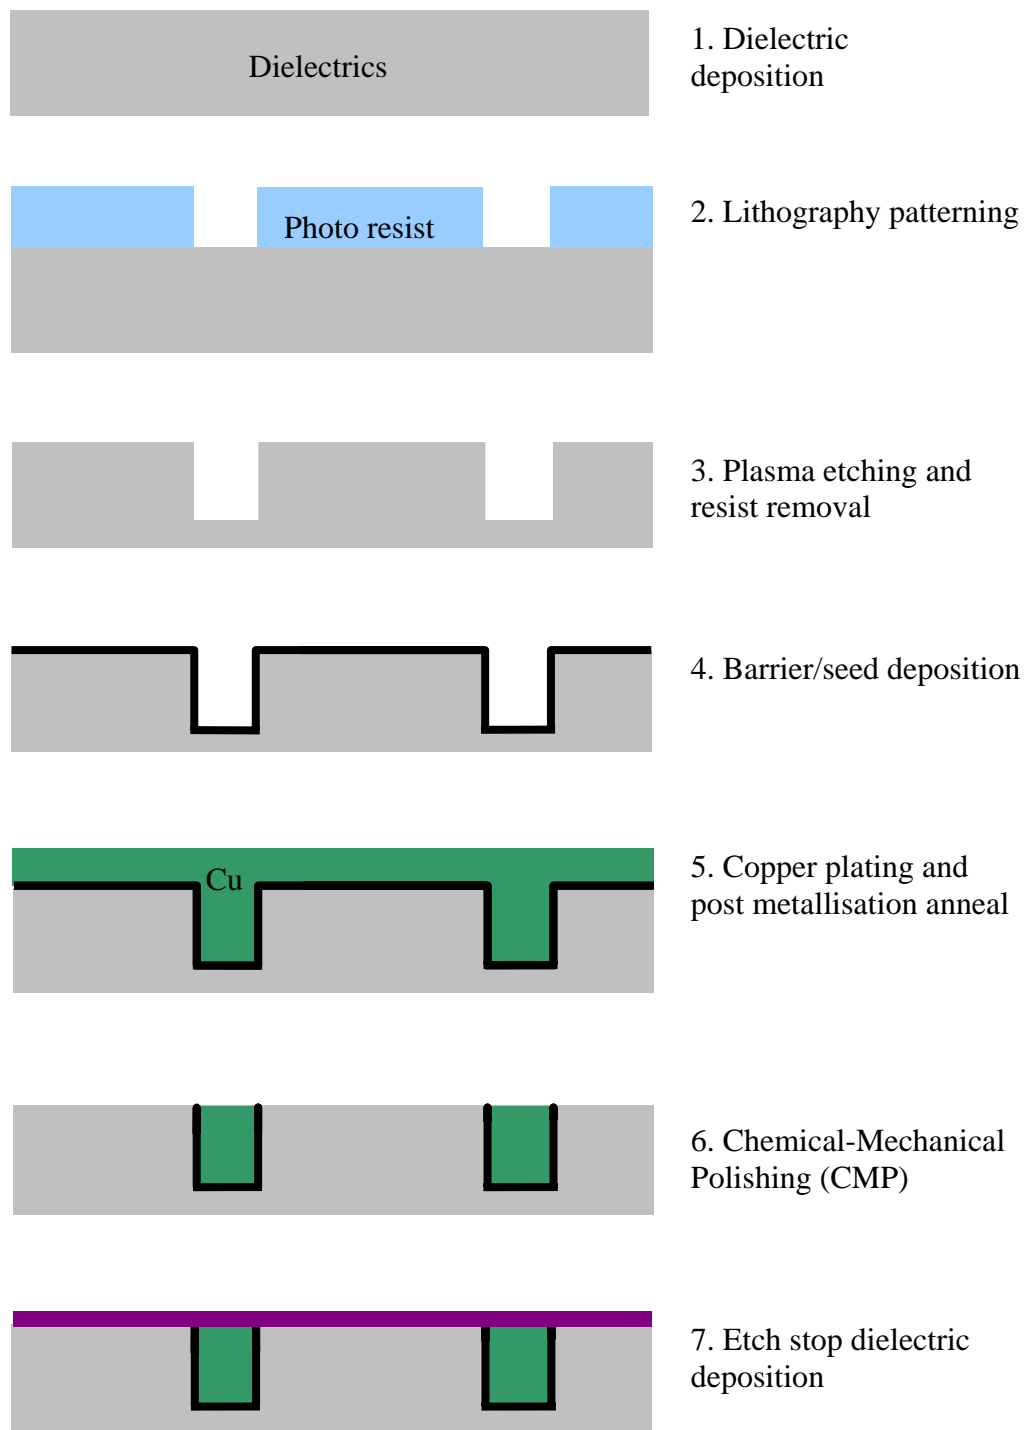 Dielectrics
1. Dielectric
deposition
Photo resist
2. Lithography patterning
3. Plasma etching and
resist removal
4. Barrier/seed deposition
Cu
5. Copper plating and
post metallisation anneal
6. Chemical-Mechanical
Polishing (CMP)
7. Etch stop dielectric
deposition